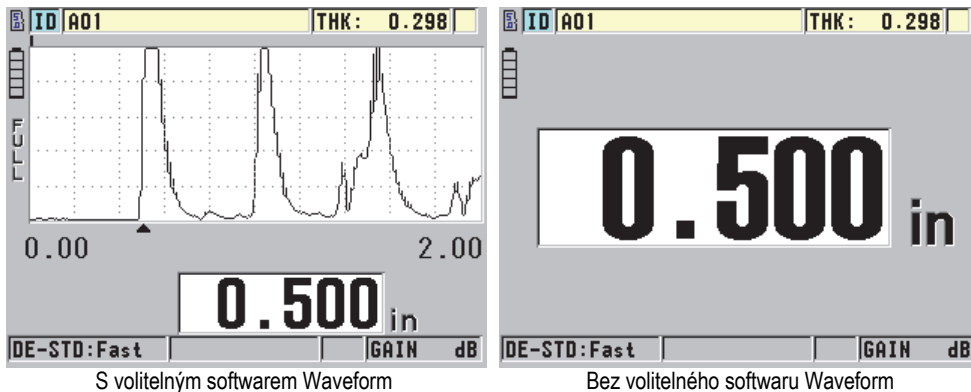 ID A01 THK: 0.298
FULL
0.00 2.00
0.500 in
DE-STD:Fast GAIN dB
S volitelným softwarem Waveform
ID A01 THK: 0.298
0.500 in
DE-STD:Fast GAIN dB
Bez volitelného softwaru Waveform